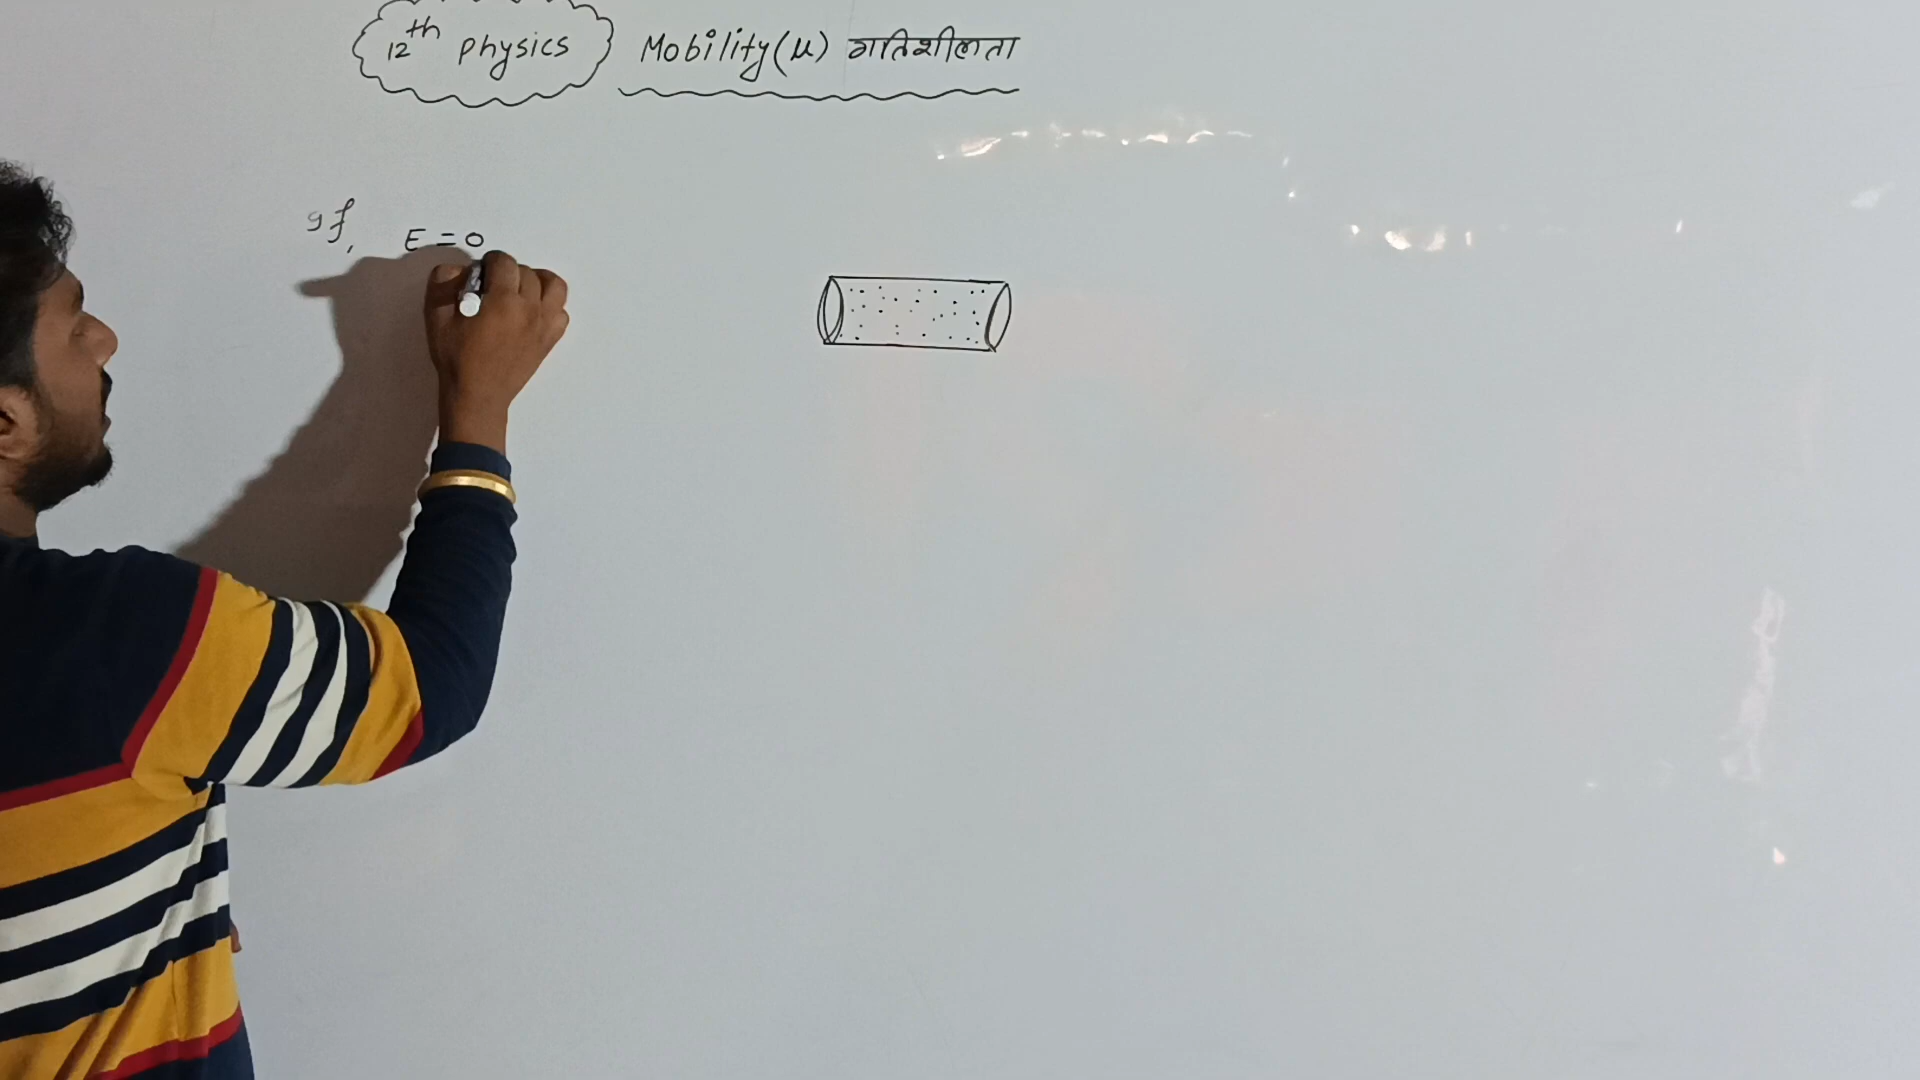 12th physics Mobility(μ) गतिशीलता
If, E = 0